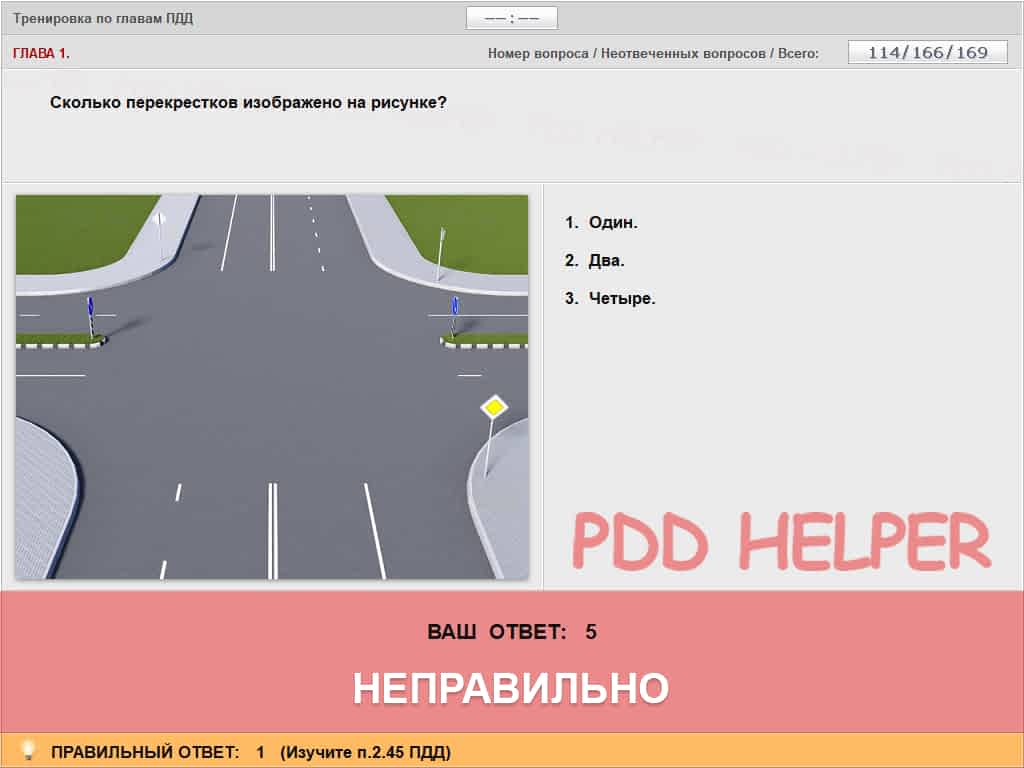 Тренировка по главам ПДД
—— : ——
ГЛАВА 1.
Номер вопроса / Неотвеченных вопросов / Всего:
114/166/169
Сколько перекрестков изображено на рисунке?
1. Один.
2. Два.
3. Четыре.
PDD HELPER
ВАШ ОТВЕТ: 5
НЕПРАВИЛЬНО
ПРАВИЛЬНЫЙ ОТВЕТ: 1 (Изучите п.2.45 ПДД)